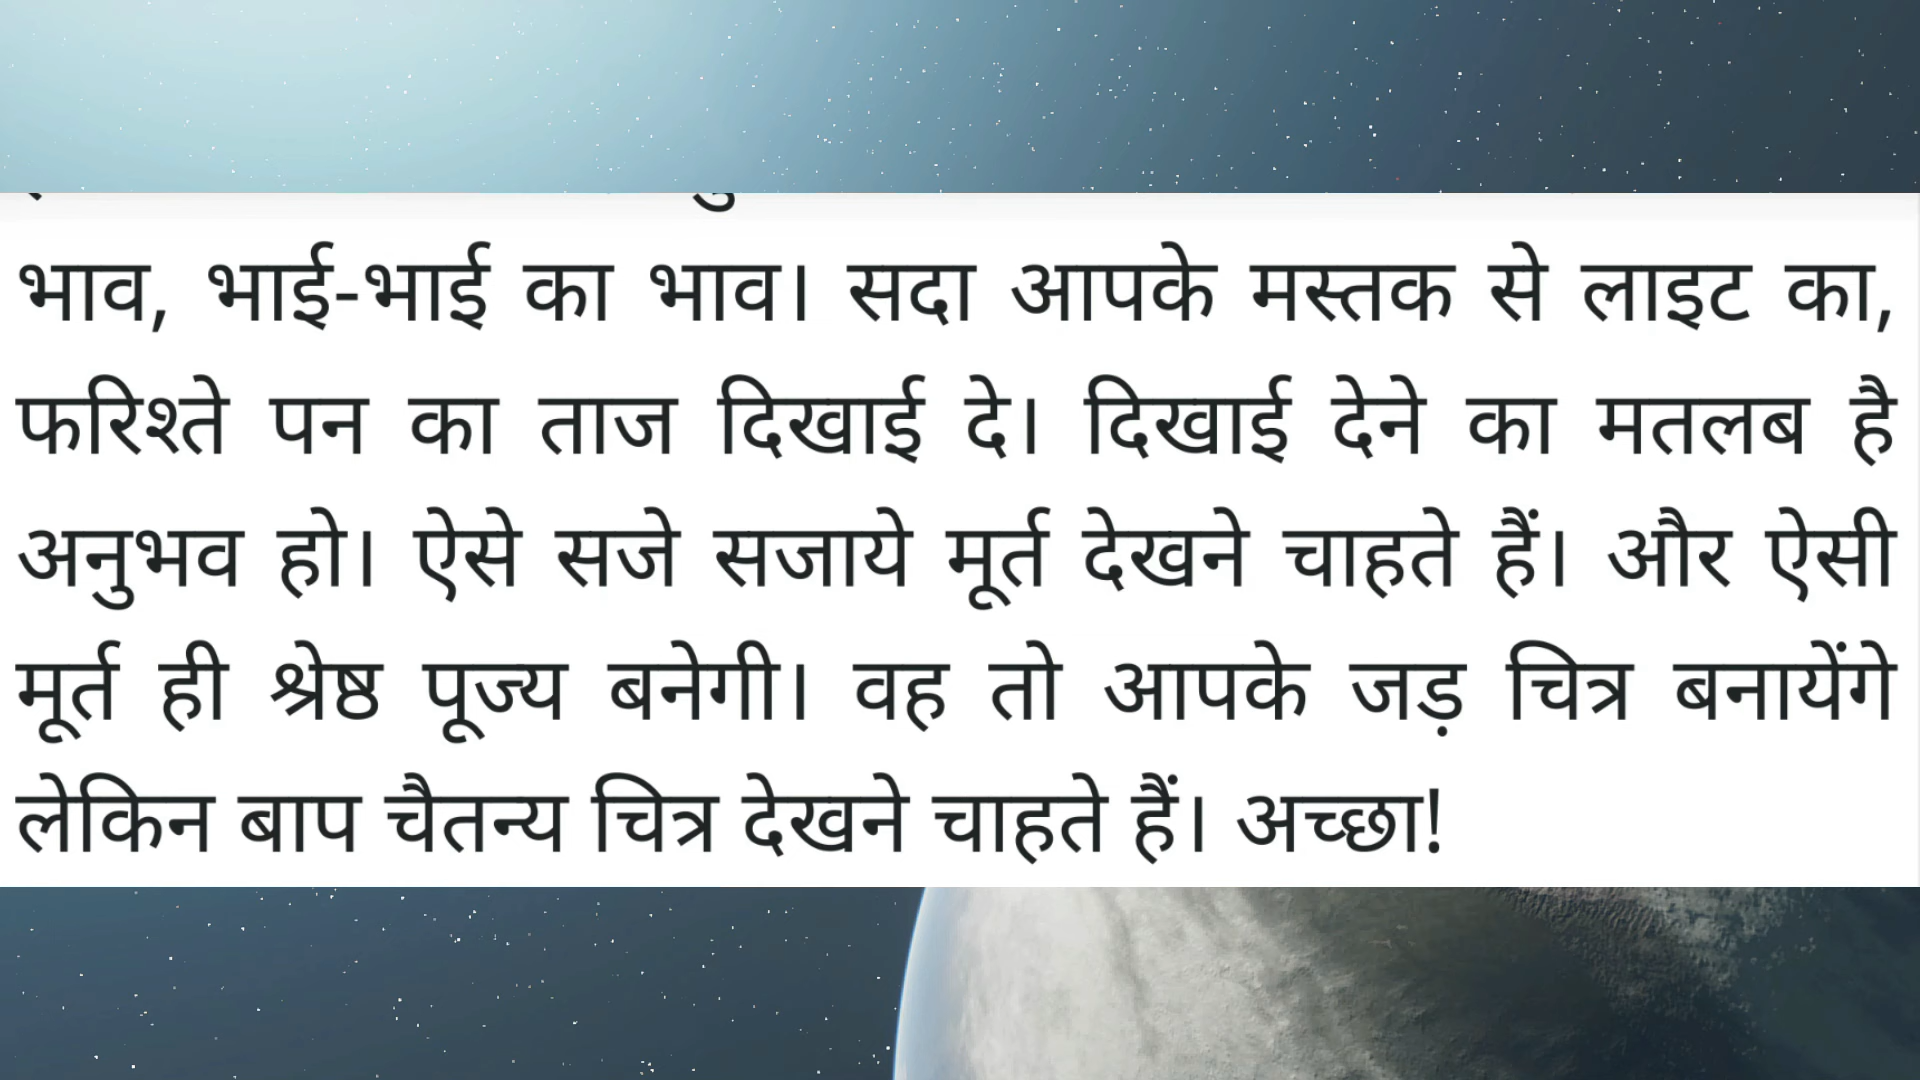 भाव, भाई-भाई का भाव। सदा आपके मस्तक से लाइट का,
फरिश्ते पन का ताज दिखाई दे। दिखाई देने का मतलब है
अनुभव हो। ऐसे सजे सजाये मूर्त देखने चाहते हैं। और ऐसी
मूर्त ही श्रेष्ठ पूज्य बनेगी। वह तो आपके जड़ चित्र बनायेंगे
लेकिन बाप चैतन्य चित्र देखने चाहते हैं। अच्छा!